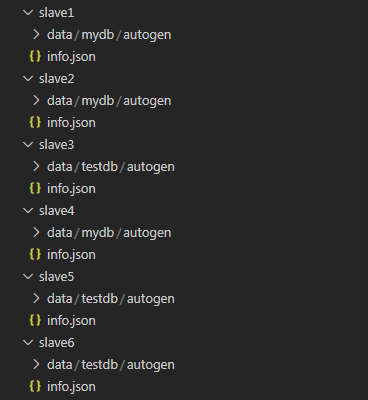 slave1
data/mydb/autogen
{} info.json
slave2
data/mydb/autogen
{} info.json
slave3
data/testdb/autogen
{} info.json
slave4
data/mydb/autogen
{} info.json
slave5
data/testdb/autogen
{} info.json
slave6
data/testdb/autogen
{} info.json